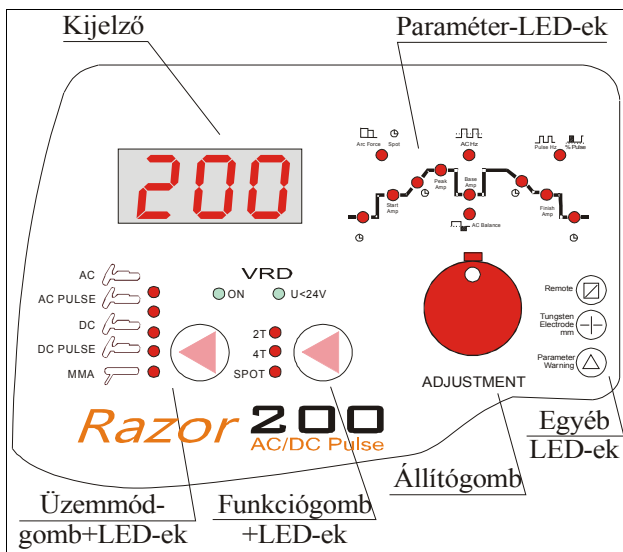 Kijelző
Paraméter-LED-ek
200
Arc Force
Spot
AC Hz
Pulse Hz
% Pulse
Start
Amp
Peak
Amp
Base
Amp
AC Balance
Finish
Amp
AC
AC PULSE
DC
DC PULSE
MMA
VRD
ON
U<24V
2T
4T
SPOT
ADJUSTMENT
Remote
Tungsten
Electrode
mm
Parameter
Warning
Razor 200
AC/DC Pulse
Egyéb
LED-ek
Állítógomb
Üzemmód-
gomb+LED-ek
Funkciógomb
+LED-ek